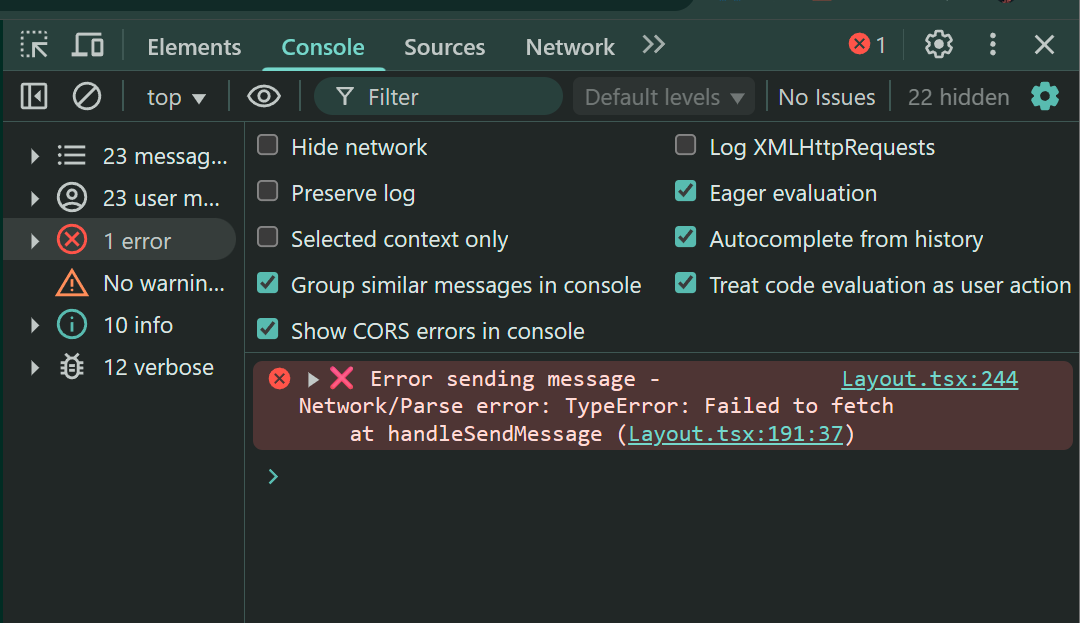 Elements Console Sources Network 1
top Filter Default levels No Issues 22 hidden
23 messag...
23 user m...
1 error
No warnin...
10 info
12 verbose
Hide network Log XMLHttpRequests
Preserve log Eager evaluation
Selected context only Autocomplete from history
Group similar messages in console Treat code evaluation as user action
Show CORS errors in console
❌ Error sending message - Layout.tsx:244
Network/Parse error: TypeError: Failed to fetch
at handleSendMessage (Layout.tsx:191:37)